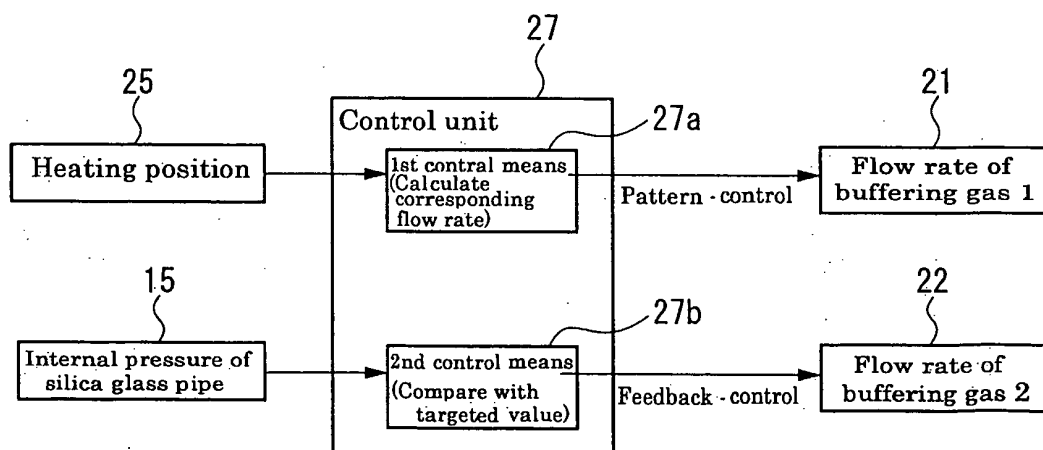 27
25
21
Control unit
27a
Heating position
1st contral means
(Calculate
corresponding
flow rate)
Pattern - control
Flow rate of
buffering gas 1
15
27b
22
Internal pressure of
silica glass pipe
2nd control means
(Compare with
targeted value)
Feedback - control
Flow rate of
buffering gas 2